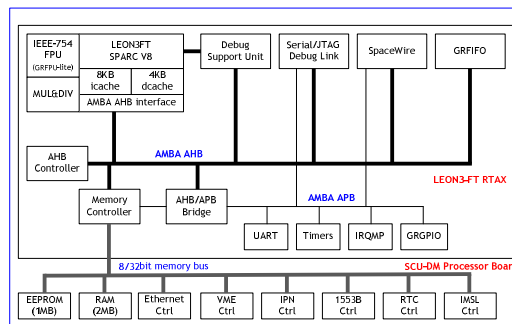 IEEE-754
FPU
(GRFPU-lite)
MUL&DIV
LEON3FT
SPARC V8
8KB
icache
4KB
dcache
AMBA AHB interface
Debug
Support Unit
Serial/JTAG
Debug Link
SpaceWire
GRFIFO
AHB
Controller
AMBA AHB
LEON3-FT RTAX
Memory
Controller
AHB/APB
Bridge
AMBA APB
UART
Timers
IRQMP
GRGPIO
8/32bit memory bus
SCU-DM Processor Boar
EEPROM
(1MB)
RAM
(2MB)
Ethernet
Ctrl
VME
Ctrl
IPN
Ctrl
1553B
Ctrl
RTC
Ctrl
IMSL
Ctrl